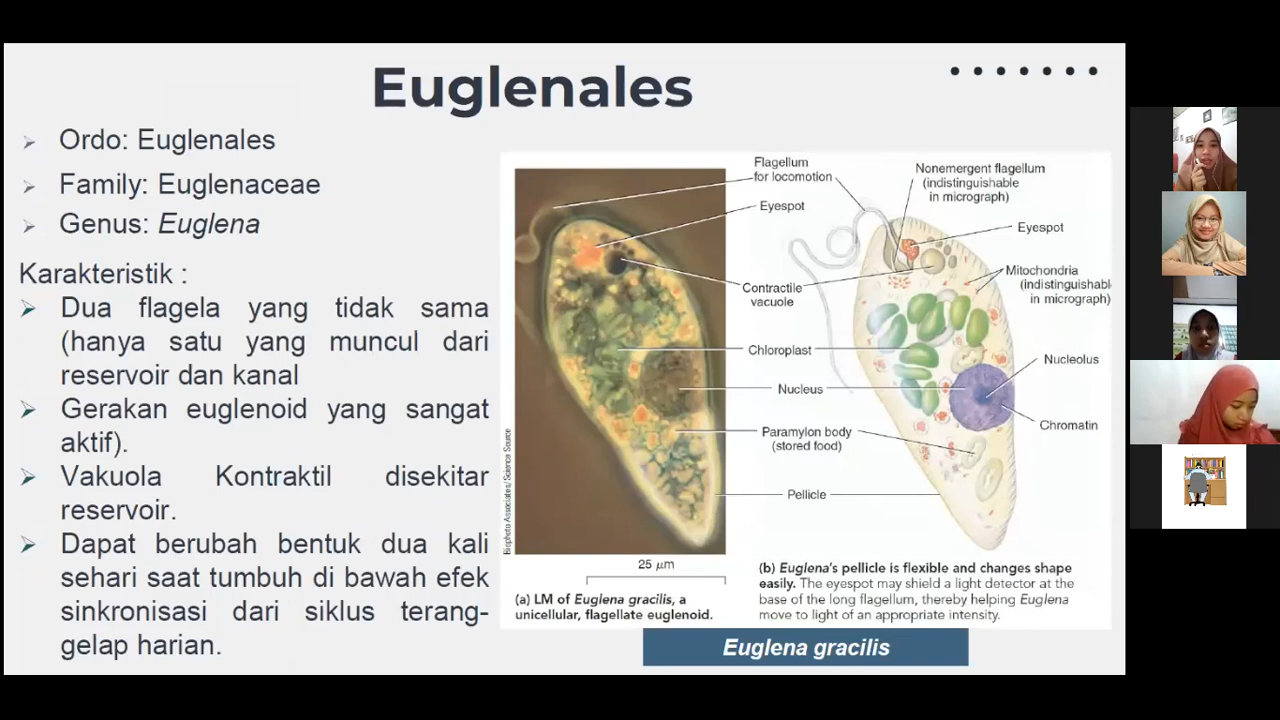 Euglenales
Ordo: Euglenales
Family: Euglenaceae
Genus: Euglena
Karakteristik :
Dua flagela yang tidak sama
(hanya satu yang muncul dari
reservoir dan kanal
Gerakan euglenoid yang sangat
aktif).
Vakuola Kontraktil disekitar
reservoir.
Dapat berubah bentuk dua kali
sehari saat tumbuh di bawah efek
sinkronisasi dari siklus terang-
gelap harian.
Flagellum
for locomotion
Eyespot
Contractile
vacuole
Chloroplast
Nucleus
Paramylon body
(stored food)
Pellicle
Nonemergent flagellum
(indistinguishable
in micrograph)
Eyespot
Mitochondria
(indistinguishabl
in micrograph)
Nucleolus
Chromatin
Biophoto Associates/Science Source
25 µm
(a) LM of Euglena gracilis, a
unicellular, flagellate euglenoid.
(b) Euglena's pellicle is flexible and changes shape
easily. The eyespot may shield a light detector at the
base of the long flagellum, thereby helping Euglena
move to light of an appropriate intensity.
Euglena gracilis